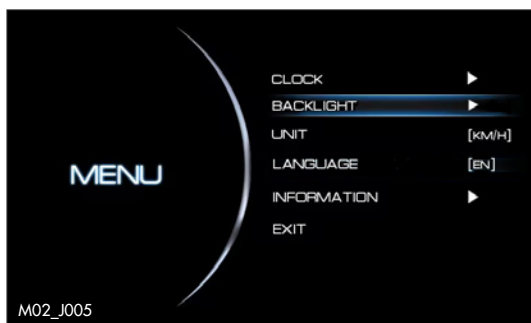 MENU
CLOCK ▶
BACKLIGHT ▶
UNIT [KM/H]
LANGUAGE [EN]
INFORMATION ▶
EXIT
M02_J005